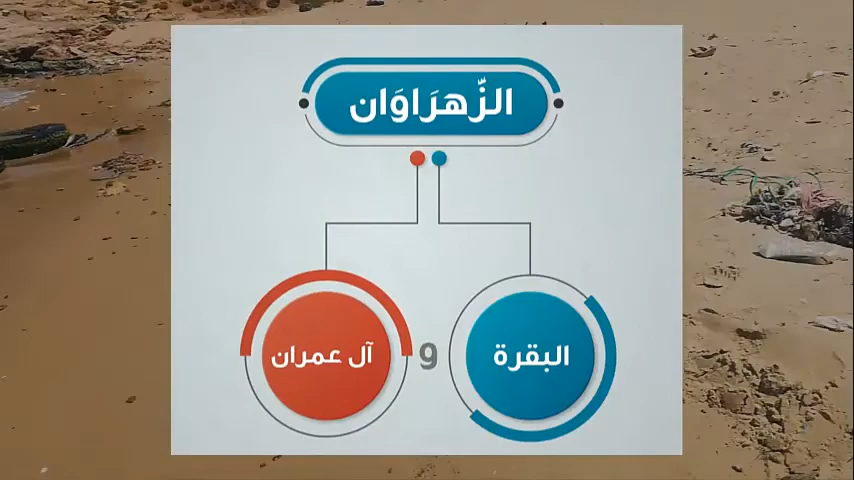 الزّهرَاوَان
البقرة
و
آل عمران